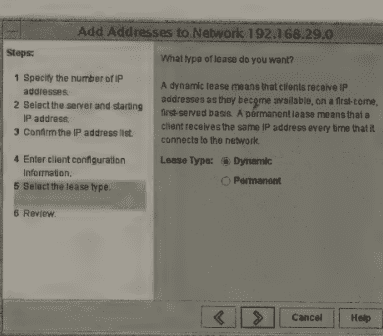 Add Addresses to Network 192.168.29.0
Steps:
1 Specify the number of IP
addresses.
2 Select the server and starting
IP address.
3 Confirm the IP address list.
4 Enter client configuration
information.
5 Select the lease type.
6 Review.
What type of lease do you want?
A dynamic lease means that clients receive IP
addresses as they become available, on a first-come,
first-served basis. A permanent lease means that a
client receives the same IP address every time that it
connects to the network.
Lease Type: Dynamic
Permanent
Cancel
Help